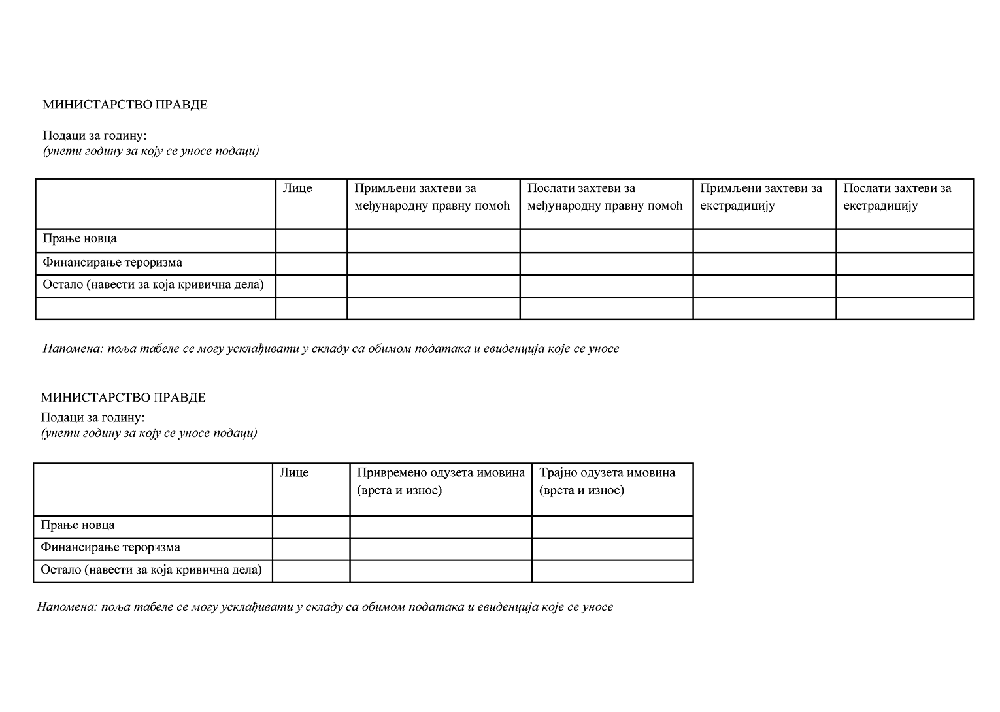 МИНИСТАРСТВО ПРАВДЕ
Подаци за годину:
(унети годину за коју се уносе подаци)
Лице
Примљени захтеви за
међународну правну помоћ
Послати захтеви за
међународну правну помоћ
Примљени захтеви за
екстрадицију
Послати захтеви за
екстрадицију
Прање новца
Финансирање тероризма
Остало (навести за која кривична дела)
Напомена: поља табеле се могу усклађивати у складу са обимом података и евиденција које се уносе
МИНИСТАРСТВО ПРАВДЕ
Подаци за годину:
(унети годину за коју се уносе подаци)
Лице
Привремено одузета имовина
(врста и износ)
Трајно одузета имовина
(врста и износ)
Прање новца
Финансирање тероризма
Остало (навести за која кривична дела)
Напомена: поља табеле се могу усклађивати у складу са обимом података и евиденција које се уносе